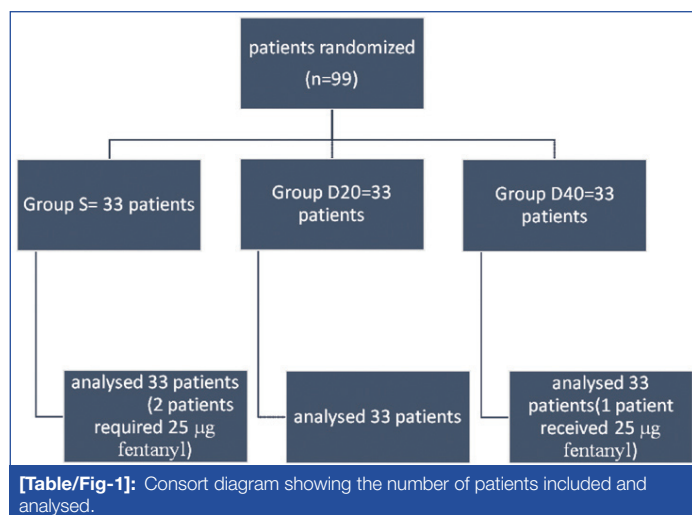 patients randomized
(n=99)
Group S= 33 patients
Group D20=33
patients
Group D40=33
patients
analysed 33 patients
(2 patients
required 25 µg
fentanyl)
analysed 33 patients
analysed 33
patients(1 patient
received 25 µg
fentanyl)
[Table/Fig-1]: Consort diagram showing the number of patients included and
analysed.